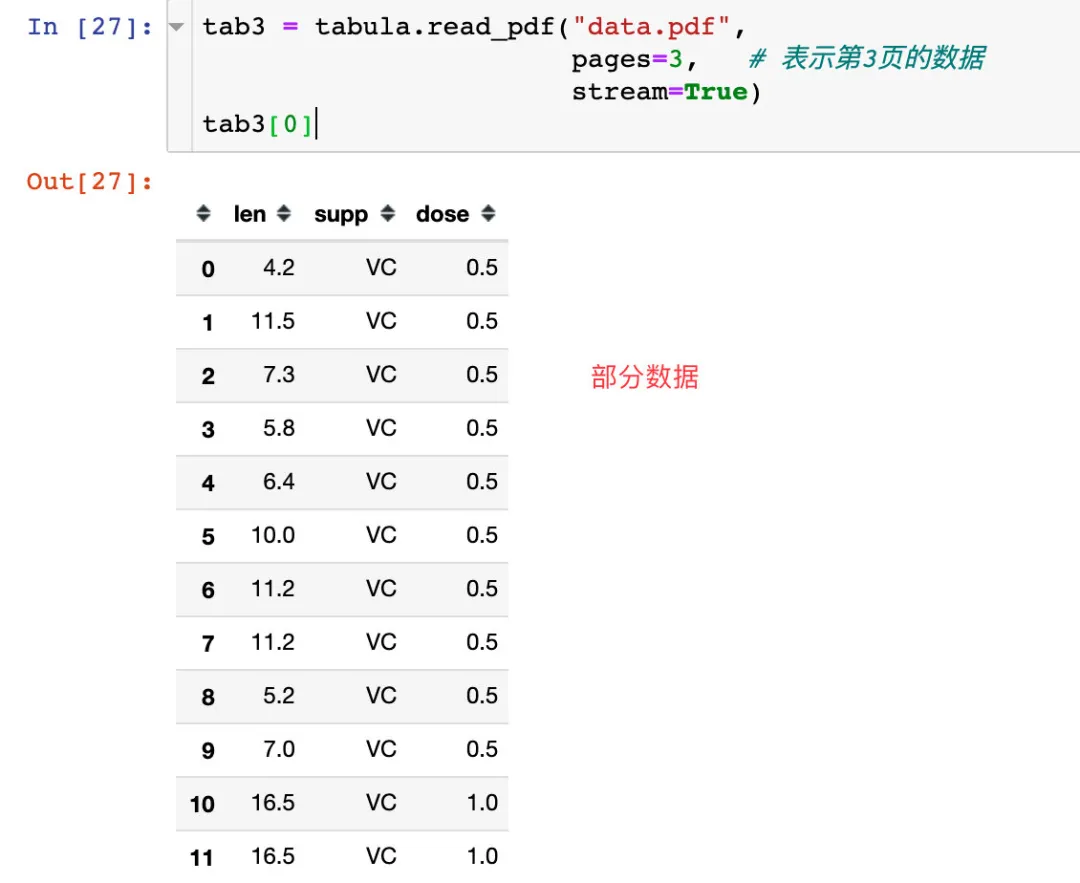 In [27]: tab3 = tabula.read_pdf("data.pdf",
pages=3, # 表示第3页的数据
stream=True)
tab3[0]
Out[27]:
len supp dose
0 4.2 VC 0.5
1 11.5 VC 0.5
2 7.3 VC 0.5 部分数据
3 5.8 VC 0.5
4 6.4 VC 0.5
5 10.0 VC 0.5
6 11.2 VC 0.5
7 11.2 VC 0.5
8 5.2 VC 0.5
9 7.0 VC 0.5
10 16.5 VC 1.0
11 16.5 VC 1.0